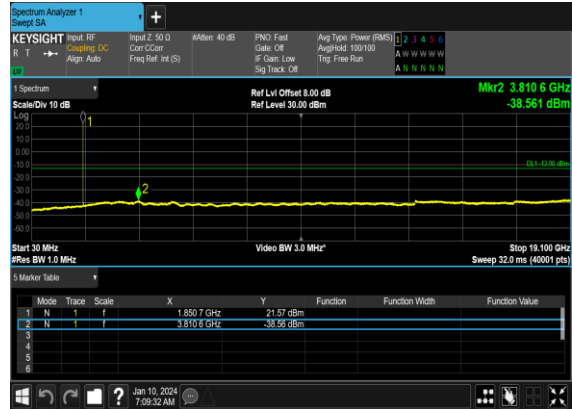 Spectrum Analyzer 1
Swept SA
KEYSIGHT Input: RF Input Z: 50 Ω #Atten: 40 dB PNO: Fast Avg Type: Power (RMS) 1 2 3 4 5 6
R T Coupling: DC Corr CCorr Gate: Off Avg|Hold: 100/100 A W W W W W
Align: Auto Freq Ref: Int (S) IF Gain: Low Trig: Free Run
LW Sig Track: Off A N N N N N
1 Spectrum Ref Lvl Offset 8.00 dB Mkr2 3.810 6 GHz
Scale/Div 10 dB Ref Level 30.00 dBm -38.561 dBm
Log
1
20.0
10.0
0.00
-10.0 DL1 -13.00 dBm
-20.0
-30.0 2
-40.0
-50.0
-60.0
Start 30 MHz Video BW 3.0 MHz* Stop 19.100 GHz
#Res BW 1.0 MHz Sweep 32.0 ms (40001 pts)
5 Marker Table
Mode Trace Scale X Y Function Function Width Function Value
1 N 1 f 1.850 7 GHz 21.57 dBm
2 N 1 f 3.810 6 GHz -38.56 dBm
3
4
5
6
? Jan 10, 2024
7:09:32 AM